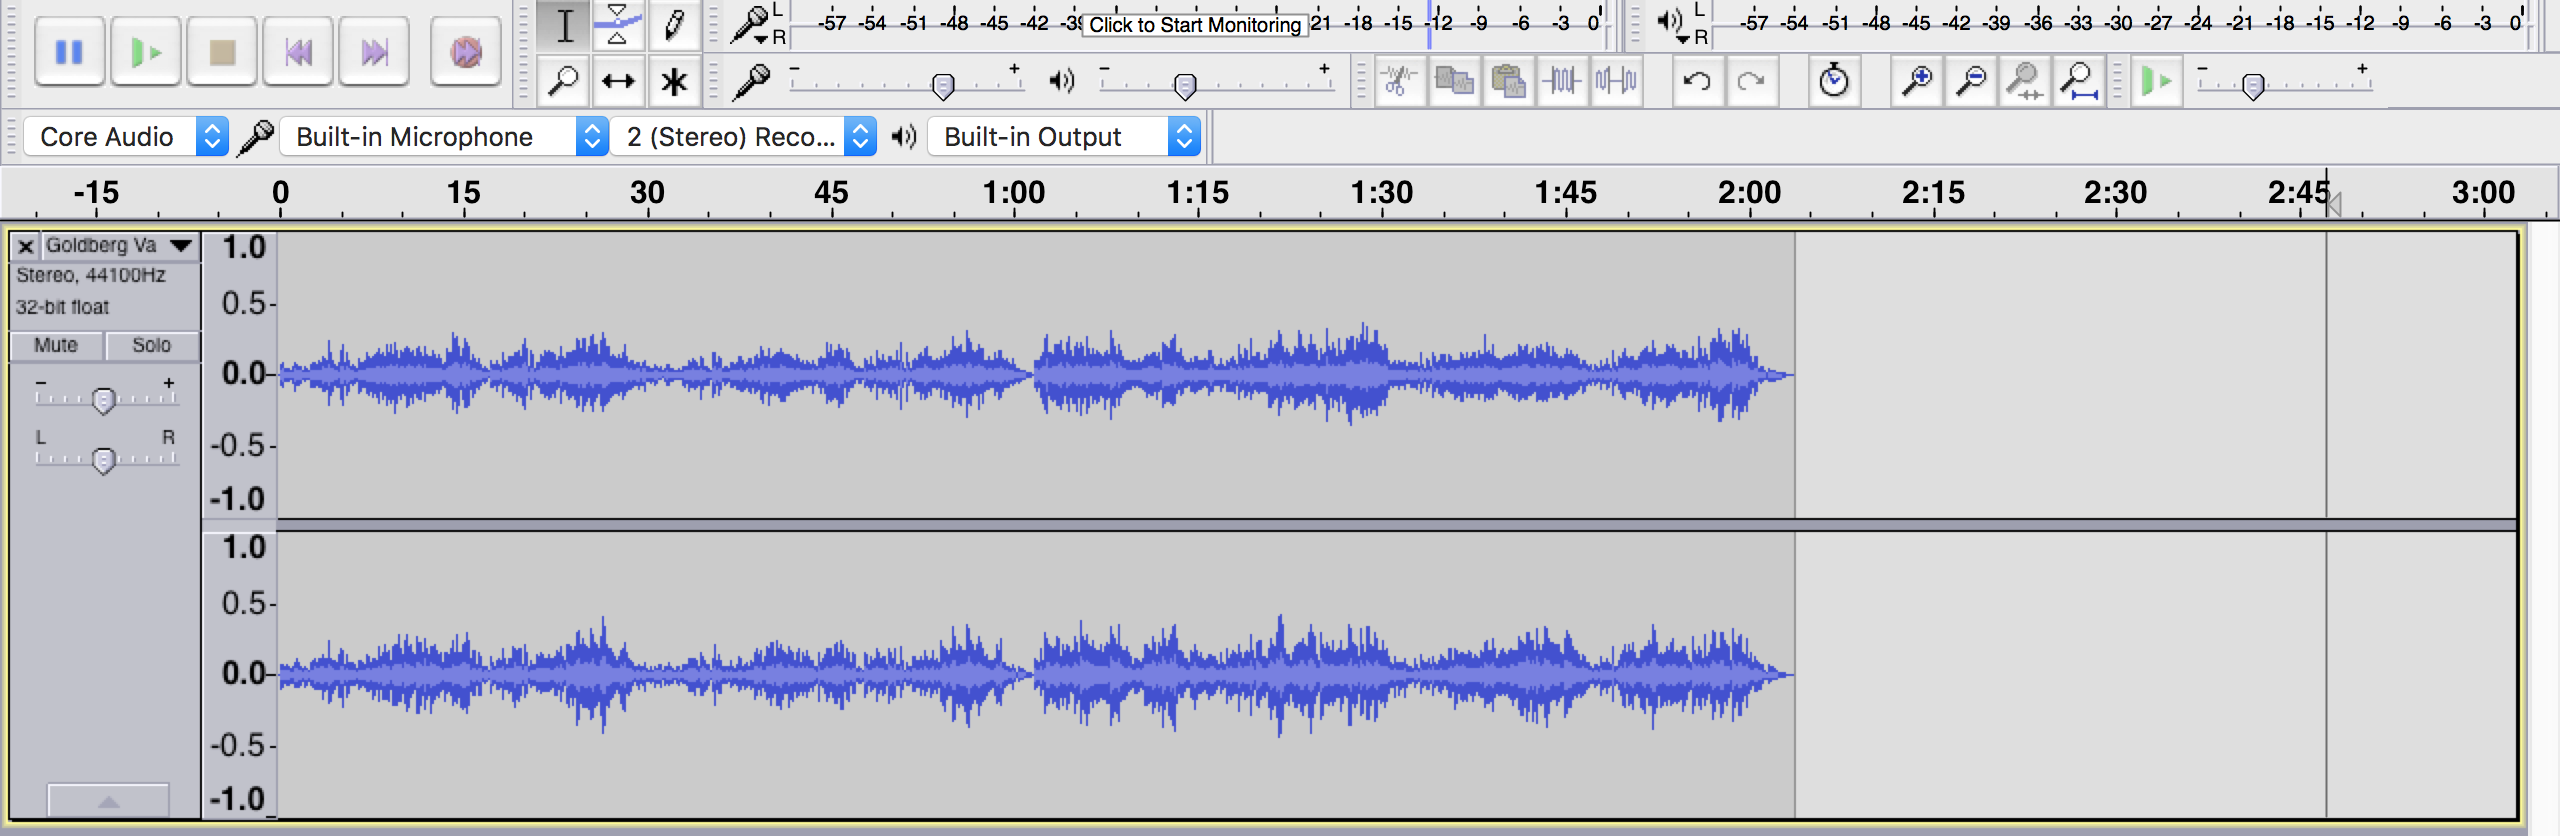 L
R
-57 -54 -51 -48 -45 -42 -39 Click to Start Monitoring 21 -18 -15 -12 -9 -6 -3 0
L
R
-57 -54 -51 -48 -45 -42 -39 -36 -33 -30 -27 -24 -21 -18 -15 -12 -9 -6 -3 0
- +
- +
- +
Core Audio
Built-in Microphone
2 (Stereo) Reco...
Built-in Output
-15 0 15 30 45 1:00 1:15 1:30 1:45 2:00 2:15 2:30 2:45 3:00
x Goldberg Va
Stereo, 44100Hz
32-bit float
Mute Solo
- +
L R
1.0
0.5-
0.0-
-0.5-
-1.0
1.0
0.5-
0.0-
-0.5-
-1.0